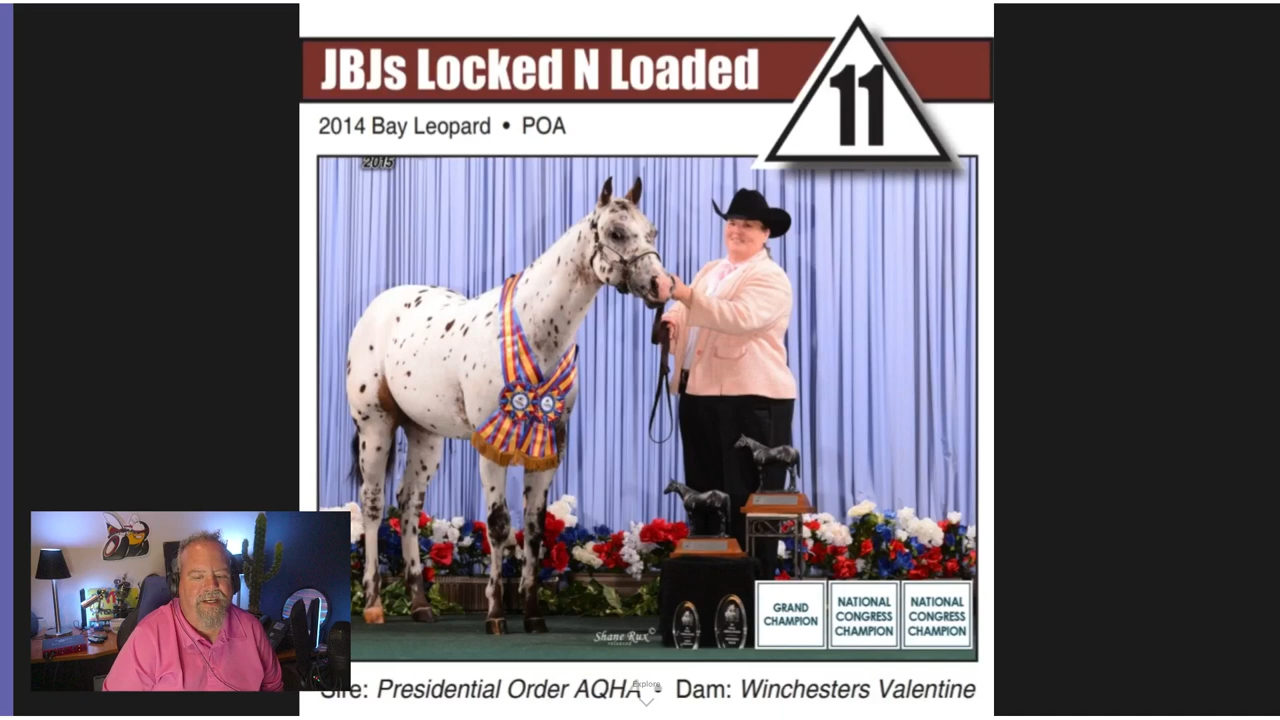 JBJs Locked N Loaded
11
2014 Bay Leopard • POA
2015
GRAND
CHAMPION
NATIONAL
CONGRESS
CHAMPION
NATIONAL
CONGRESS
CHAMPION
Shane Rux ©
Sire: Presidential Order AQHA • Dam: Winchesters Valentine
Explore